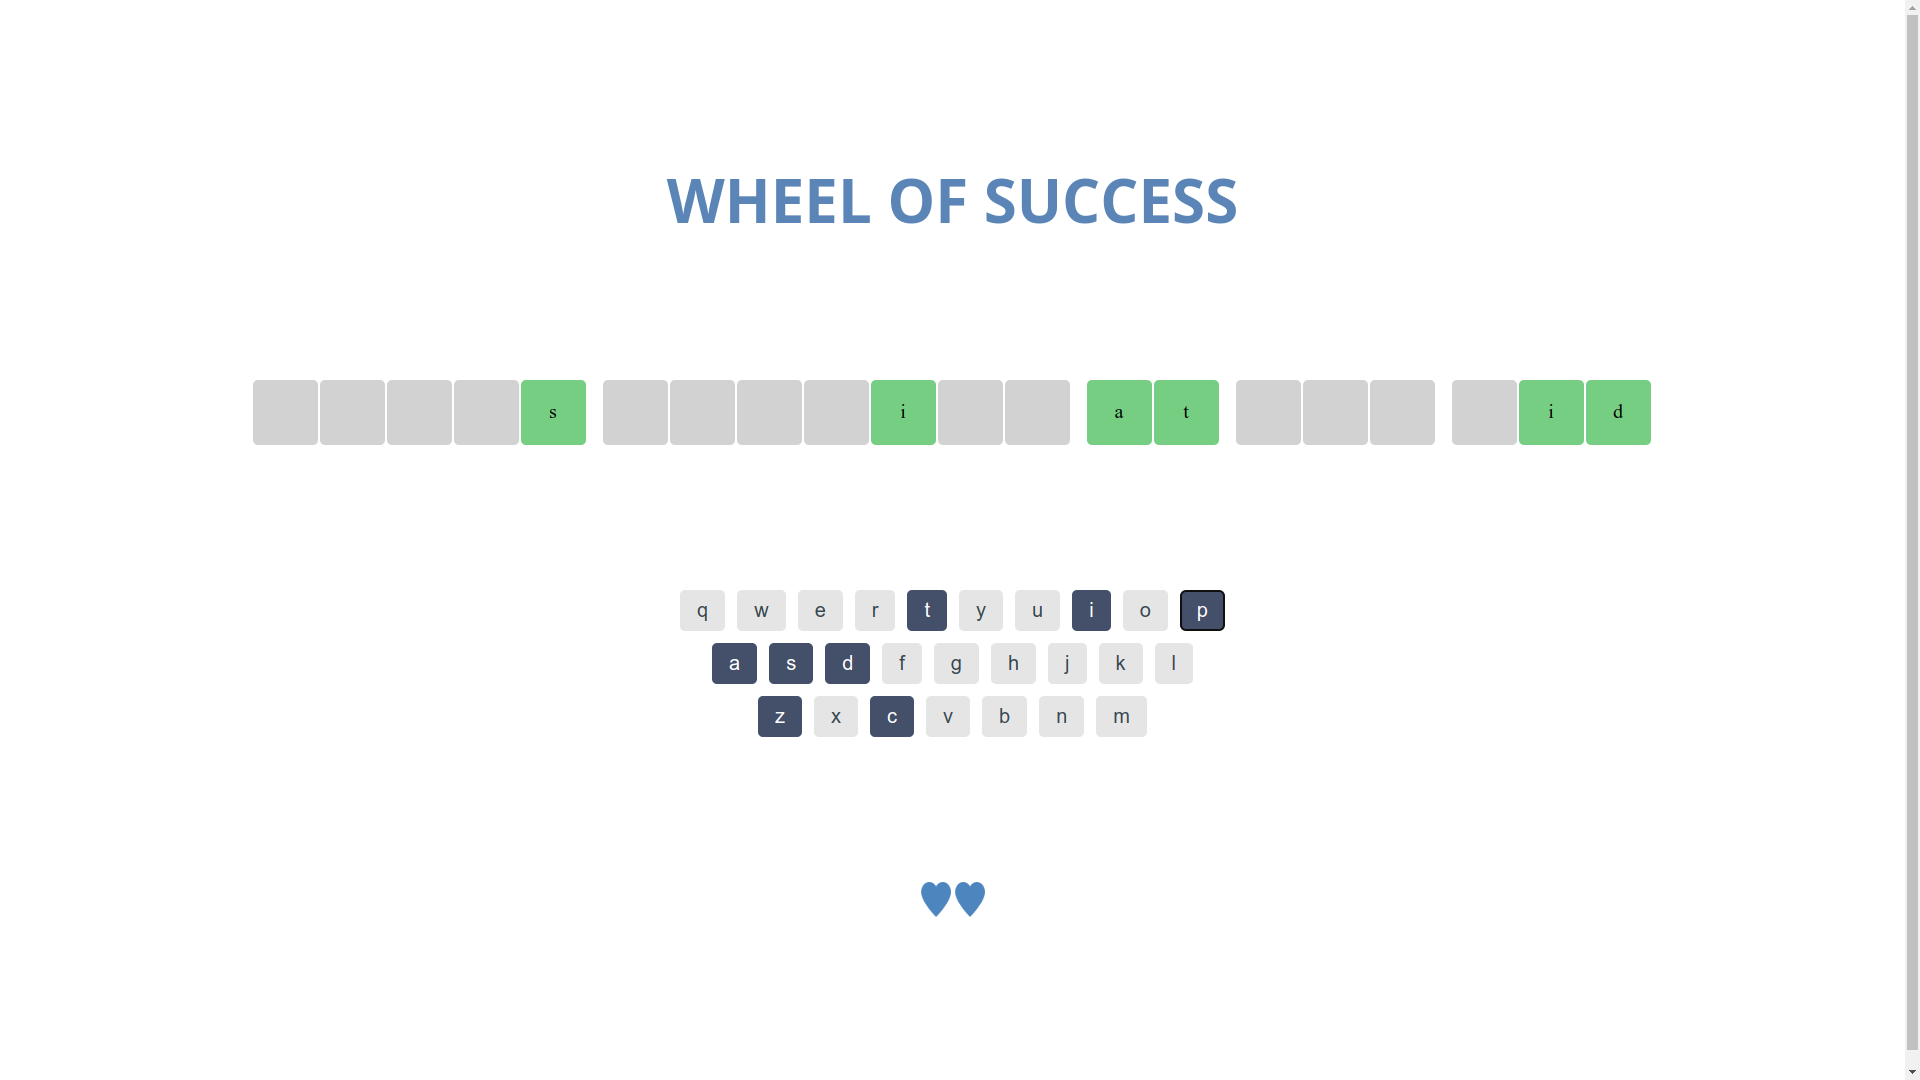 WHEEL OF SUCCESS
s i a t i d
q w e r t y u i o p
a s d f g h j k l
z x c v b n m